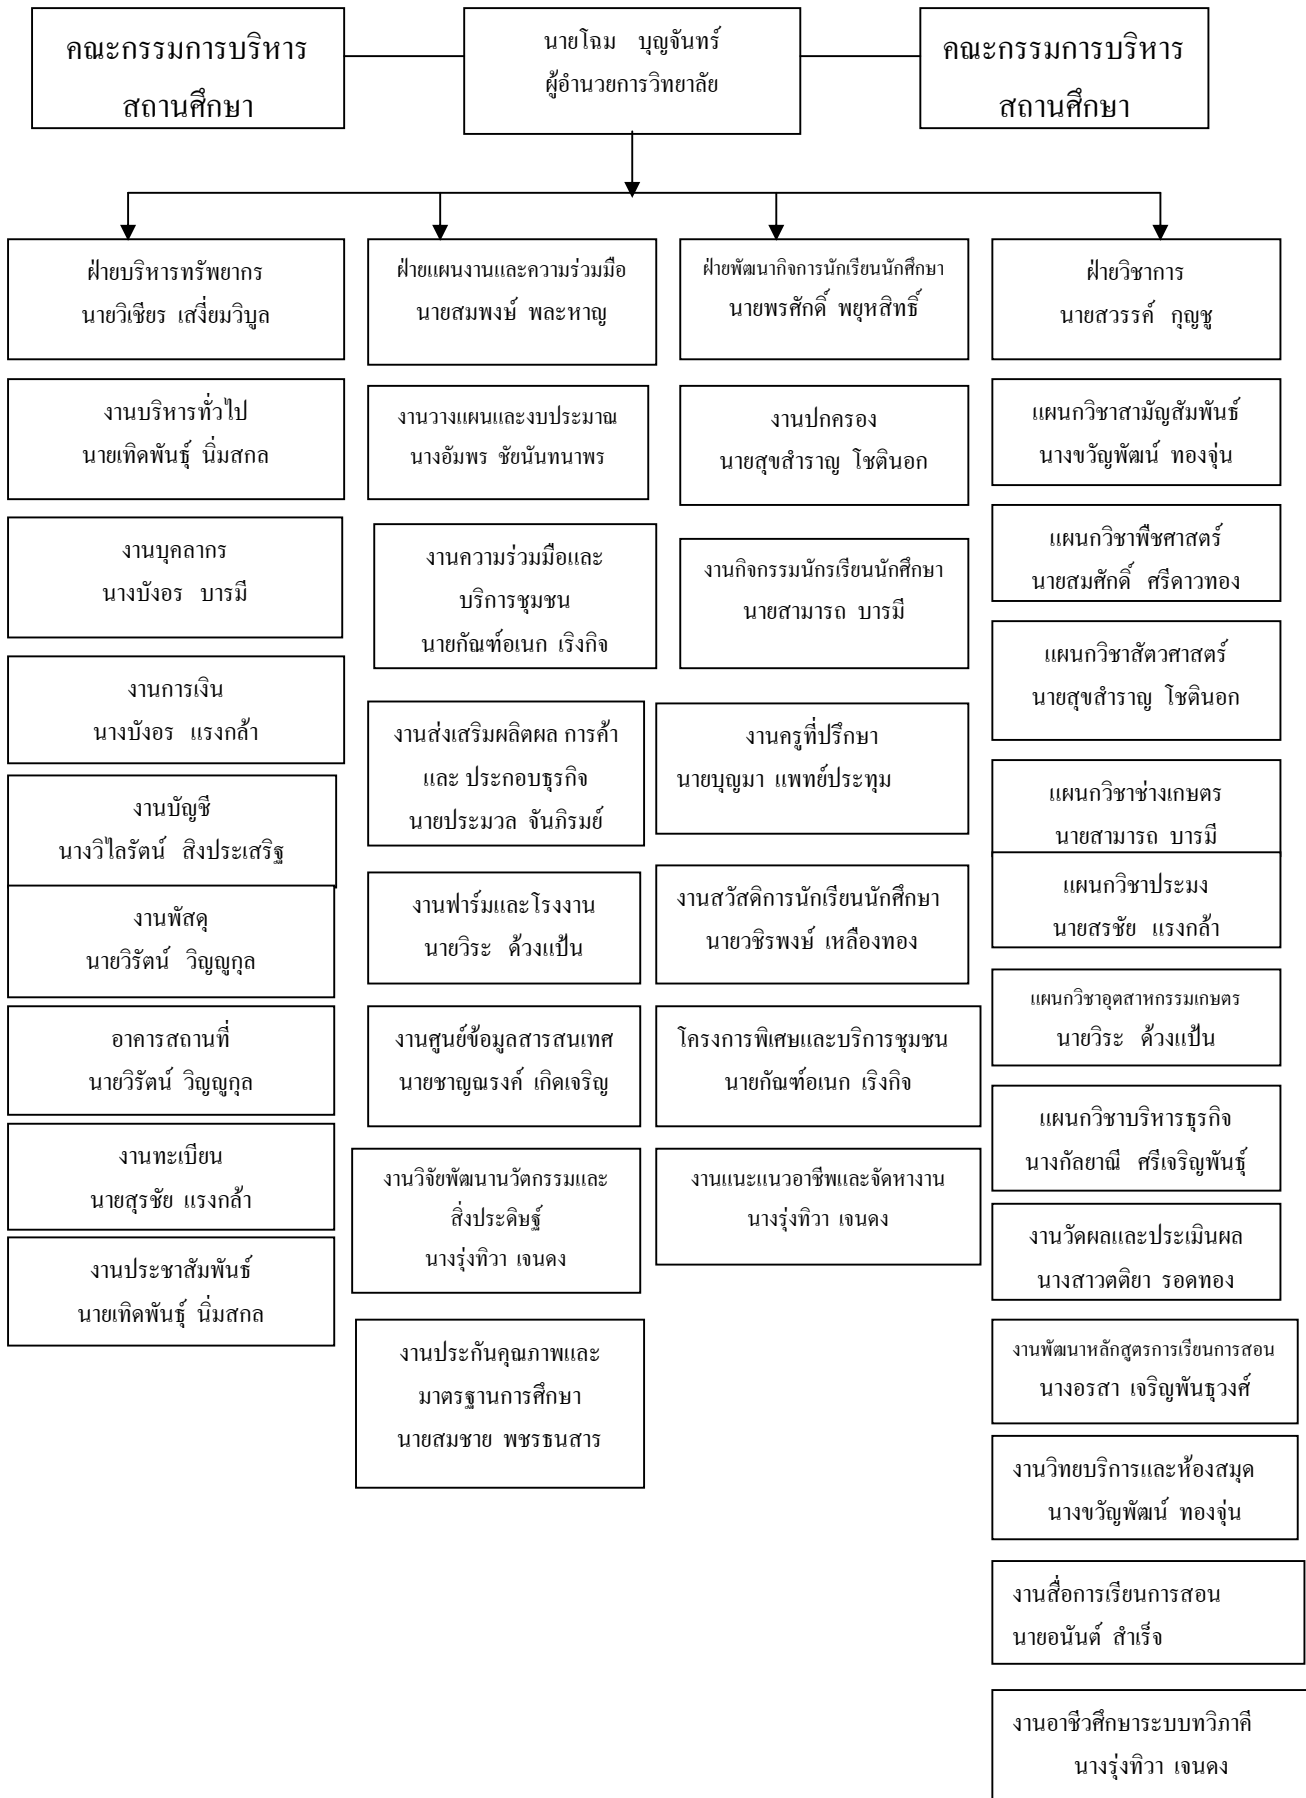 คณะกรรมการบริหาร
สถานศึกษา
นายโฉม บุญจันทร์
ผู้อำนวยการวิทยาลัย
คณะกรรมการบริหาร
สถานศึกษา
ฝ่ายบริหารทรัพยากร
นายวิเชียร เสงี่ยมวิบูล
งานบริหารทั่วไป
นายเทิดพันธุ์ นิ่มสกล
งานบุคลากร
นางบังอร บารมี
งานการเงิน
นางบังอร แรงกล้า
งานบัญชี
นางวิไลรัตน์ สิงประเสริฐ
งานพัสดุ
นายวิรัตน์ วิญญกุล
อาคารสถานที่
นายวิรัตน์ วิญญกุล
งานทะเบียน
นายสุรชัย แรงกล้า
งานประชาสัมพันธ์
นายเทิดพันธุ์ นิ่มสกล
ฝ่ายแผนงานและความร่วมมือ
นายสมพงษ์ พละหาญ
งานวางแผนและงบประมาณ
นางอัมพร ชัยนันทนาพร
งานความร่วมมือและ
บริการชุมชน
นายกัณฑ์อเนก เริงกิจ
งานส่งเสริมผลิตผล การค้า
และ ประกอบธุรกิจ
นายประมวล จันภิรมย์
งานฟาร์มและโรงงาน
นายวิระ ด้วงแป้น
งานศูนย์ข้อมูลสารสนเทศ
นายชาญณรงค์ เกิดเจริญ
งานวิจัยพัฒนานวัตกรรมและ
สิ่งประดิษฐ์
นางรุ่งทิวา เจนดง
งานประกันคุณภาพและ
มาตรฐานการศึกษา
นายสมชาย พชรธนสาร
ฝ่ายพัฒนากิจการนักเรียนนักศึกษา
นายพรศักดิ์ พยุหสิทธิ์
งานปกครอง
นายสุขสำราญ โชตินอก
งานกิจกรรมนักรเรียนนักศึกษา
นายสามารถ บารมี
งานครูที่ปรึกษา
นายบุญมา แพทย์ประทุม
งานสวัสดิการนักเรียนนักศึกษา
นายวชิรพงษ์ เหลืองทอง
โครงการพิเศษและบริการชุมชน
นายกัณฑ์อเนก เริงกิจ
งานแนะแนวอาชีพและจัดหางาน
นางรุ่งทิวา เจนดง
ฝ่ายวิชาการ
นายสวรรค์ กุญชู
แผนกวิชาสามัญสัมพันธ์
นางขวัญพัฒน์ ทองจุ่น
แผนกวิชาพืชศาสตร์
นายสมศักดิ์ ศรีดาวทอง
แผนกวิชาสัตวศาสตร์
นายสุขสำราญ โชตินอก
แผนกวิชาช่างเกษตร
นายสามารถ บารมี
แผนกวิชาประมง
นายสรชัย แรงกล้า
แผนกวิชาอุตสาหกรรมเกษตร
นายวิระ ด้วงแป้น
แผนกวิชาบริหารธุรกิจ
นางกัลยาณี ศรีเจริญพันธุ์
งานวัดผลและประเมินผล
นางสาวตติยา รอดทอง
งานพัฒนาหลักสูตรการเรียนการสอน
นางอรสา เจริญพันธุวงศ์
งานวิทยบริการและห้องสมุด
นางขวัญพัฒน์ ทองจุ่น
งานสื่อการเรียนการสอน
นายอนันต์ สำเร็จ
งานอาชีวศึกษาระบบทวิภาคี
นางรุ่งทิวา เจนดง